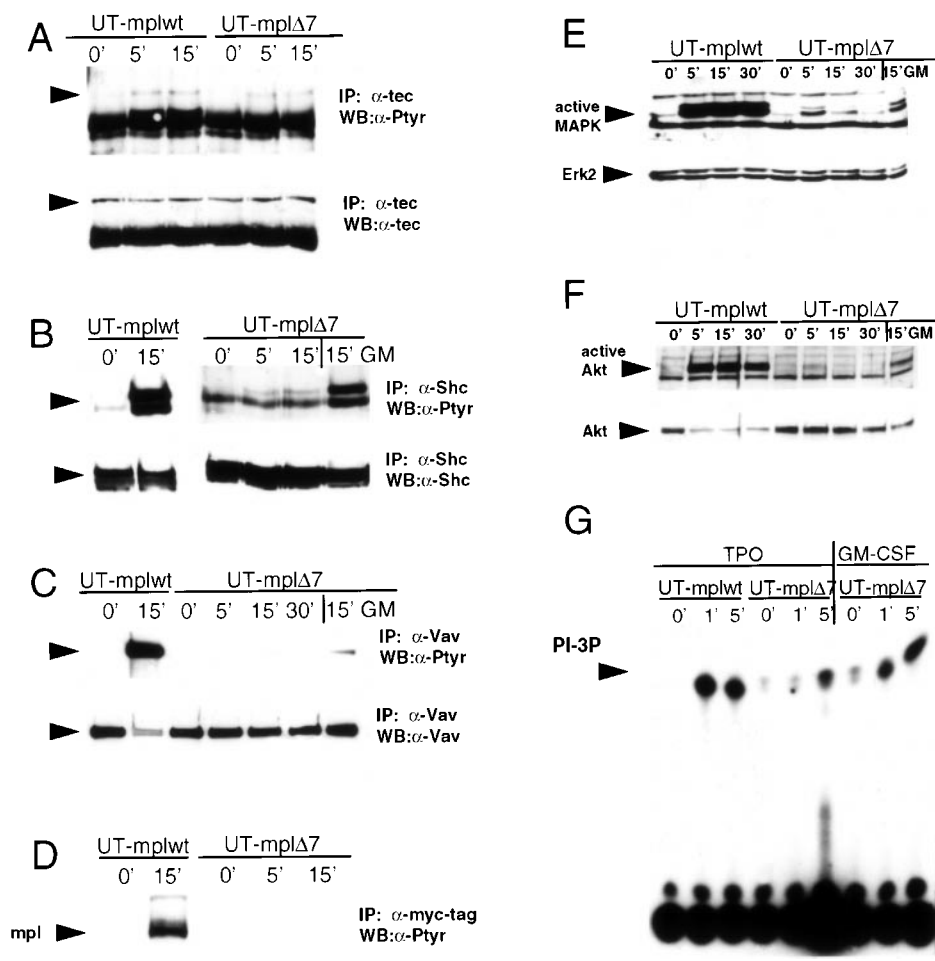 A
UT-mplwt UT-mplΔ7
0' 5' 15' 0' 5' 15'
IP: α-tec
WB:α-Ptyr
IP: α-tec
WB:α-tec
B
UT-mplwt UT-mplΔ7
0' 15' 0' 5' 15' 15' GM
IP: α-Shc
WB:α-Ptyr
IP: α-Shc
WB:α-Shc
C
UT-mplwt UT-mplΔ7
0' 15' 0' 5' 15' 30' 15' GM
IP: α-Vav
WB:α-Ptyr
IP: α-Vav
WB:α-Vav
D
UT-mplwt UT-mplΔ7
0' 15' 0' 5' 15'
mpl
IP: α-myc-tag
WB:α-Ptyr
E
UT-mplwt UT-mplΔ7
0' 5' 15' 30' 0' 5' 15' 30' 15'GM
active
MAPK
Erk2
F
UT-mplwt UT-mplΔ7
0' 5' 15' 30' 0' 5' 15' 30' 15'GM
active
Akt
Akt
G
TPO GM-CSF
UT-mplwt UT-mplΔ7 UT-mplΔ7
0' 1' 5' 0' 1' 5' 0' 1' 5'
PI-3P